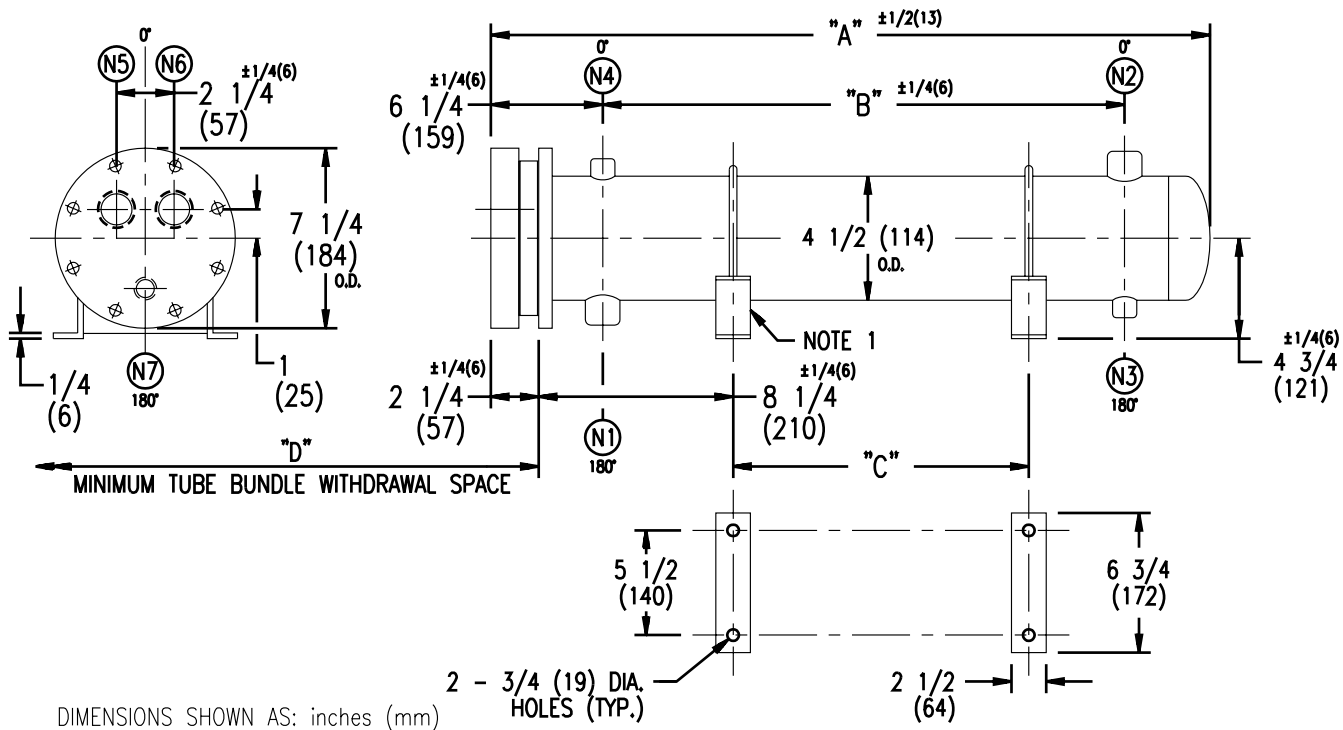 "A" ±1/2(13)
0° 0° 0°
N5 N6 N4 N2
±1/4(6)
2 1/4
(57)
±1/4(6)
6 1/4
(159)
"B" ±1/4(6)
7 1/4
(184)
O.D.
4 1/2 (114)
O.D.
NOTE 1
1/4
(6)
N7
180°
1
(25)
±1/4(6)
2 1/4
(57)
N1
180°
±1/4(6)
8 1/4
(210)
N3
180°
±1/4(6)
4 3/4
(121)
"D"
MINIMUM TUBE BUNDLE WITHDRAWAL SPACE
"C"
5 1/2
(140)
6 3/4
(172)
2 - 3/4 (19) DIA.
HOLES (TYP.)
2 1/2
(64)
DIMENSIONS SHOWN AS: inches (mm)